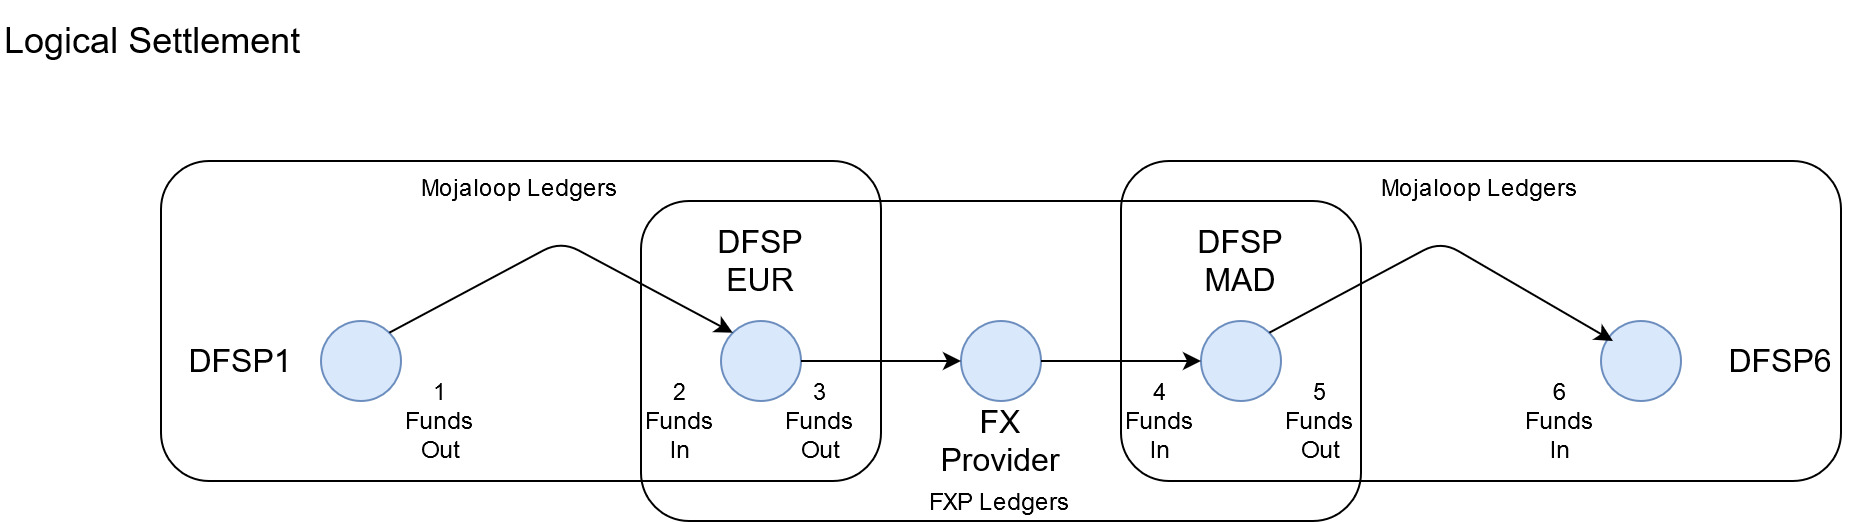 Logical Settlement
Mojaloop Ledgers
Mojaloop Ledgers
DFSP
EUR
DFSP
MAD
DFSP1
DFSP6
1
Funds
Out
2
Funds
In
3
Funds
Out
FX
Provider
4
Funds
In
5
Funds
Out
6
Funds
In
FXP Ledgers